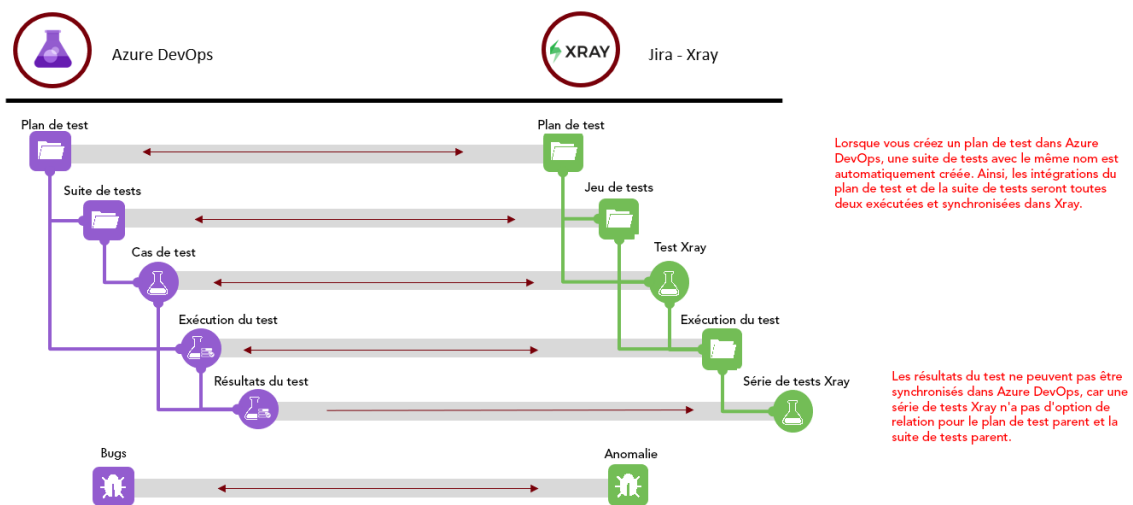 Azure DevOps
XRAY
Jira - Xray
Plan de test
Plan de test
Lorsque vous créez un plan de test dans Azure
DevOps, une suite de tests avec le même nom est
automatiquement créée. Ainsi, les intégrations du
plan de test et de la suite de tests seront toutes
deux exécutées et synchronisées dans Xray.
Suite de tests
Jeu de tests
Cas de test
Test Xray
Exécution du test
Exécution du test
Résultats du test
Série de tests Xray
Les résultats du test ne peuvent pas être
synchronisés dans Azure DevOps, car une
série de tests Xray n'a pas d'option de
relation pour le plan de test parent et la
suite de tests parent.
Bugs
Anomalie